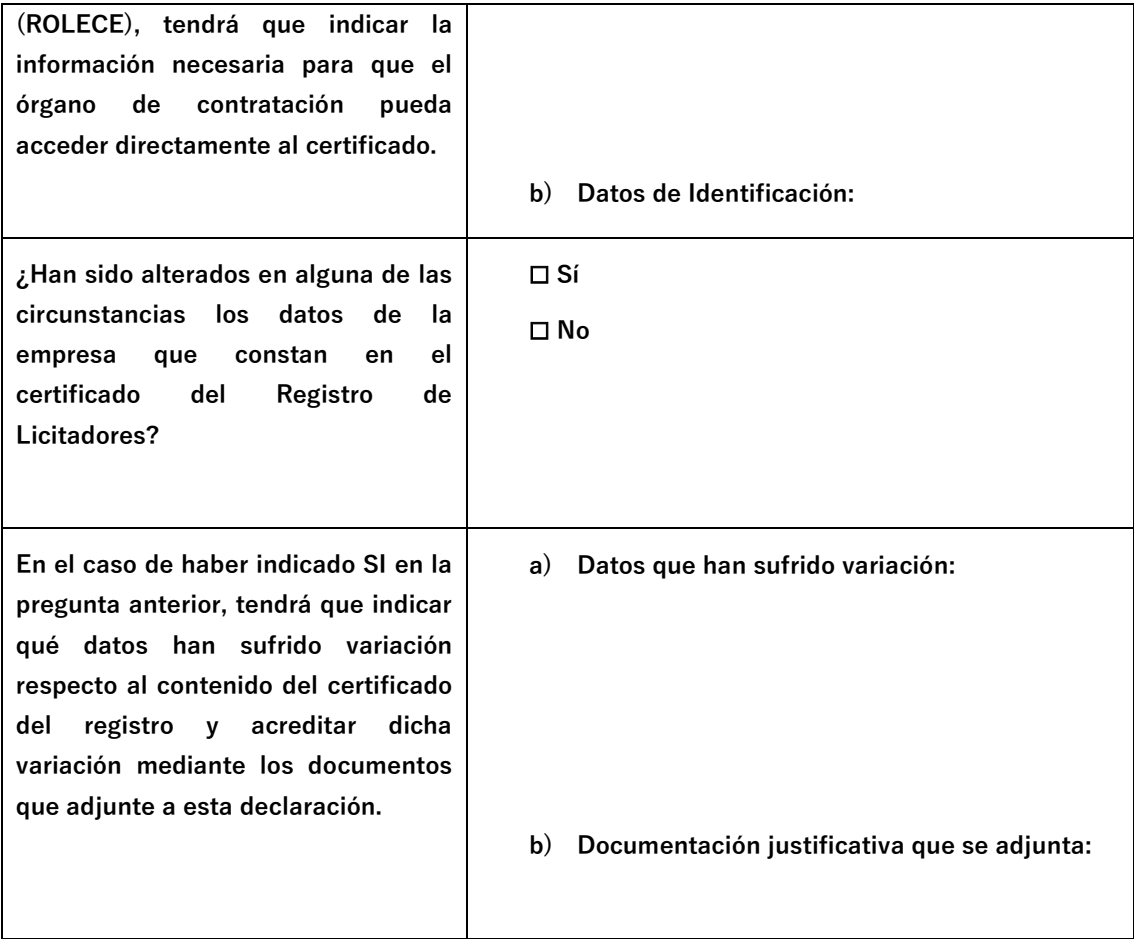 (ROLECE), tendrá que indicar la
información necesaria para que el
órgano de contratación pueda
acceder directamente al certificado.
b) Datos de Identificación:
¿Han sido alterados en alguna de las
circunstancias los datos de la
empresa que constan en el
certificado del Registro de
Licitadores?
☐ Sí
☐ No
En el caso de haber indicado SI en la
pregunta anterior, tendrá que indicar
qué datos han sufrido variación
respecto al contenido del certificado
del registro y acreditar dicha
variación mediante los documentos
que adjunte a esta declaración.
a) Datos que han sufrido variación:
b) Documentación justificativa que se adjunta: